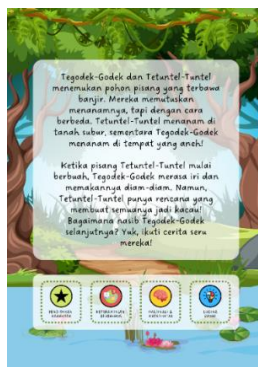 Tegodek-Godek dan Tetuntel-Tuntel
menemukan pohon pisang yang terbawa
banjir. Mereka memutuskan
menanamnya, tapi dengan cara
berbeda. Tetuntel-Tuntel menanam di
tanah subur, sementara Tegodek-Godek
menanam di tempat yang aneh!
Ketika pisang Tetuntel-Tuntel mulai
berbuah, Tegodek-Godek merasa iri dan
memakannya diam-diam. Namun,
Tetuntel-Tuntel punya rencana yang
membuat semuanya jadi kacau!
Bagaimana nasib Tegodek-Godek
selanjutnya? Yuk, ikuti cerita seru
mereka!